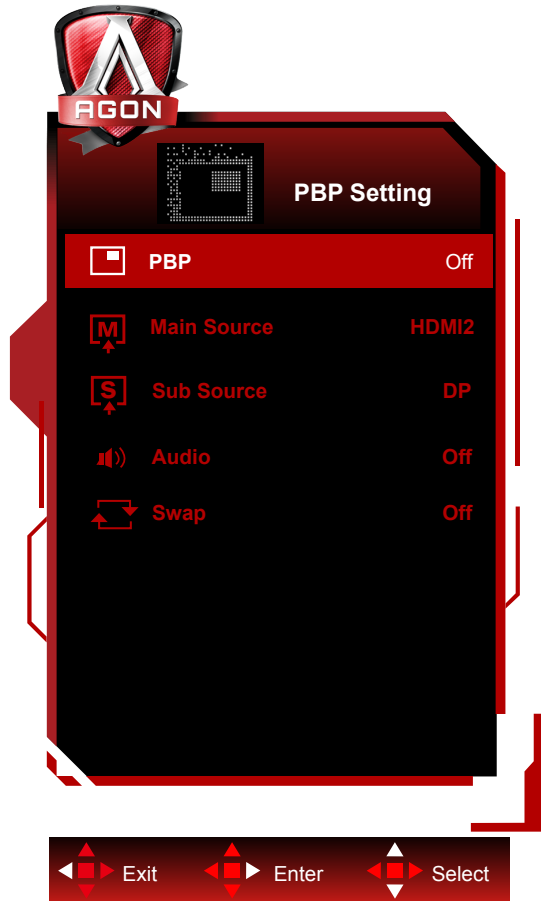 AGON
PBP Setting
PBP Off
M Main Source HDMI2
S Sub Source DP
Audio Off
Swap Off
Exit Enter Select